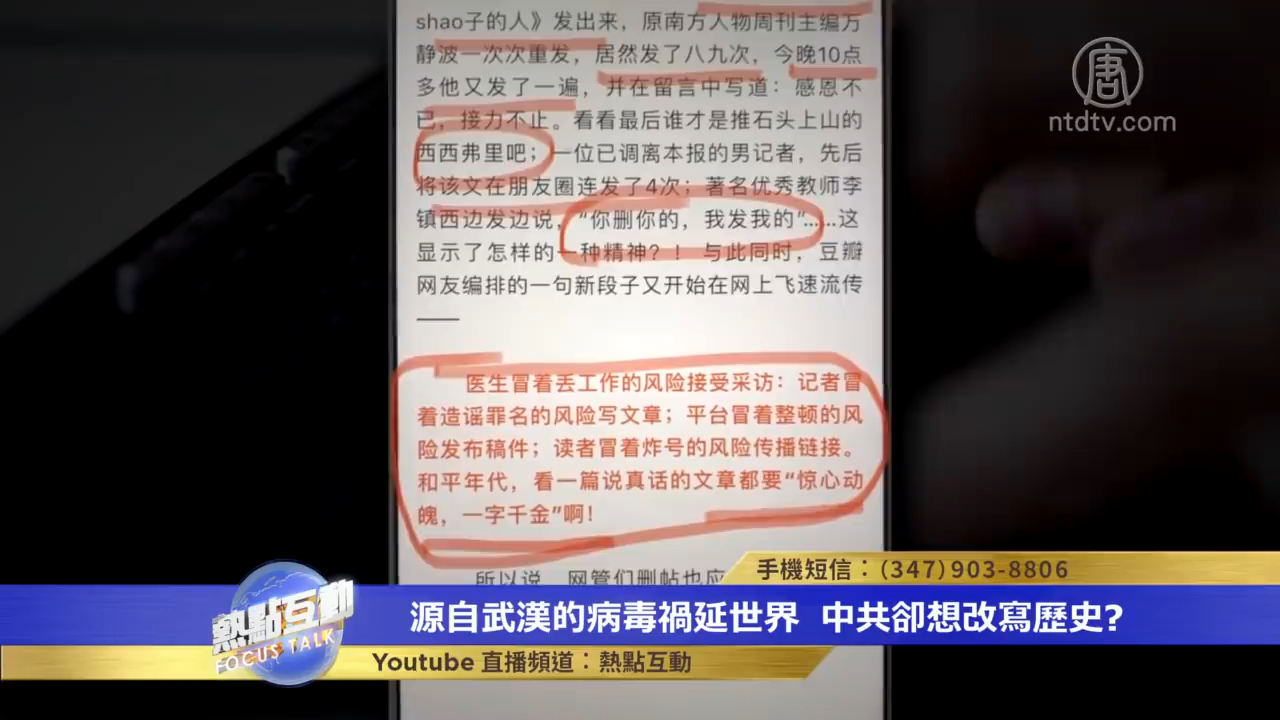 shao子的人》发出来，原南方人物周刊主编万
静波一次次重发，居然发了八九次，今晚10点
多他又发了一遍，并在留言中写道：感恩不
已，接力不止。看看最后谁才是推石头上山的
西西弗里吧；一位已调离本报的男记者，先后
将该文在朋友圈连发了4次；著名优秀教师李
镇西边发边说，“你删你的，我发我的”……这
显示了怎样的一种精神？！与此同时，豆瓣
网友编排的一句新段子又开始在网上飞速流传
——
医生冒着丢工作的风险接受采访：记者冒
着造谣罪名的风险写文章；平台冒着整顿的风
险发布稿件；读者冒着炸号的风险传播链接。
和平年代，看一篇说真话的文章都要“惊心动
魄，一字千金”啊！
所以说，网管们删帖也应
唐
ntdtv.com
手機短信：(347)903-8806
熱點互動
FOCUS TALK
源自武漢的病毒禍延世界 中共卻想改寫歷史?
Youtube 直播頻道：熱點互動